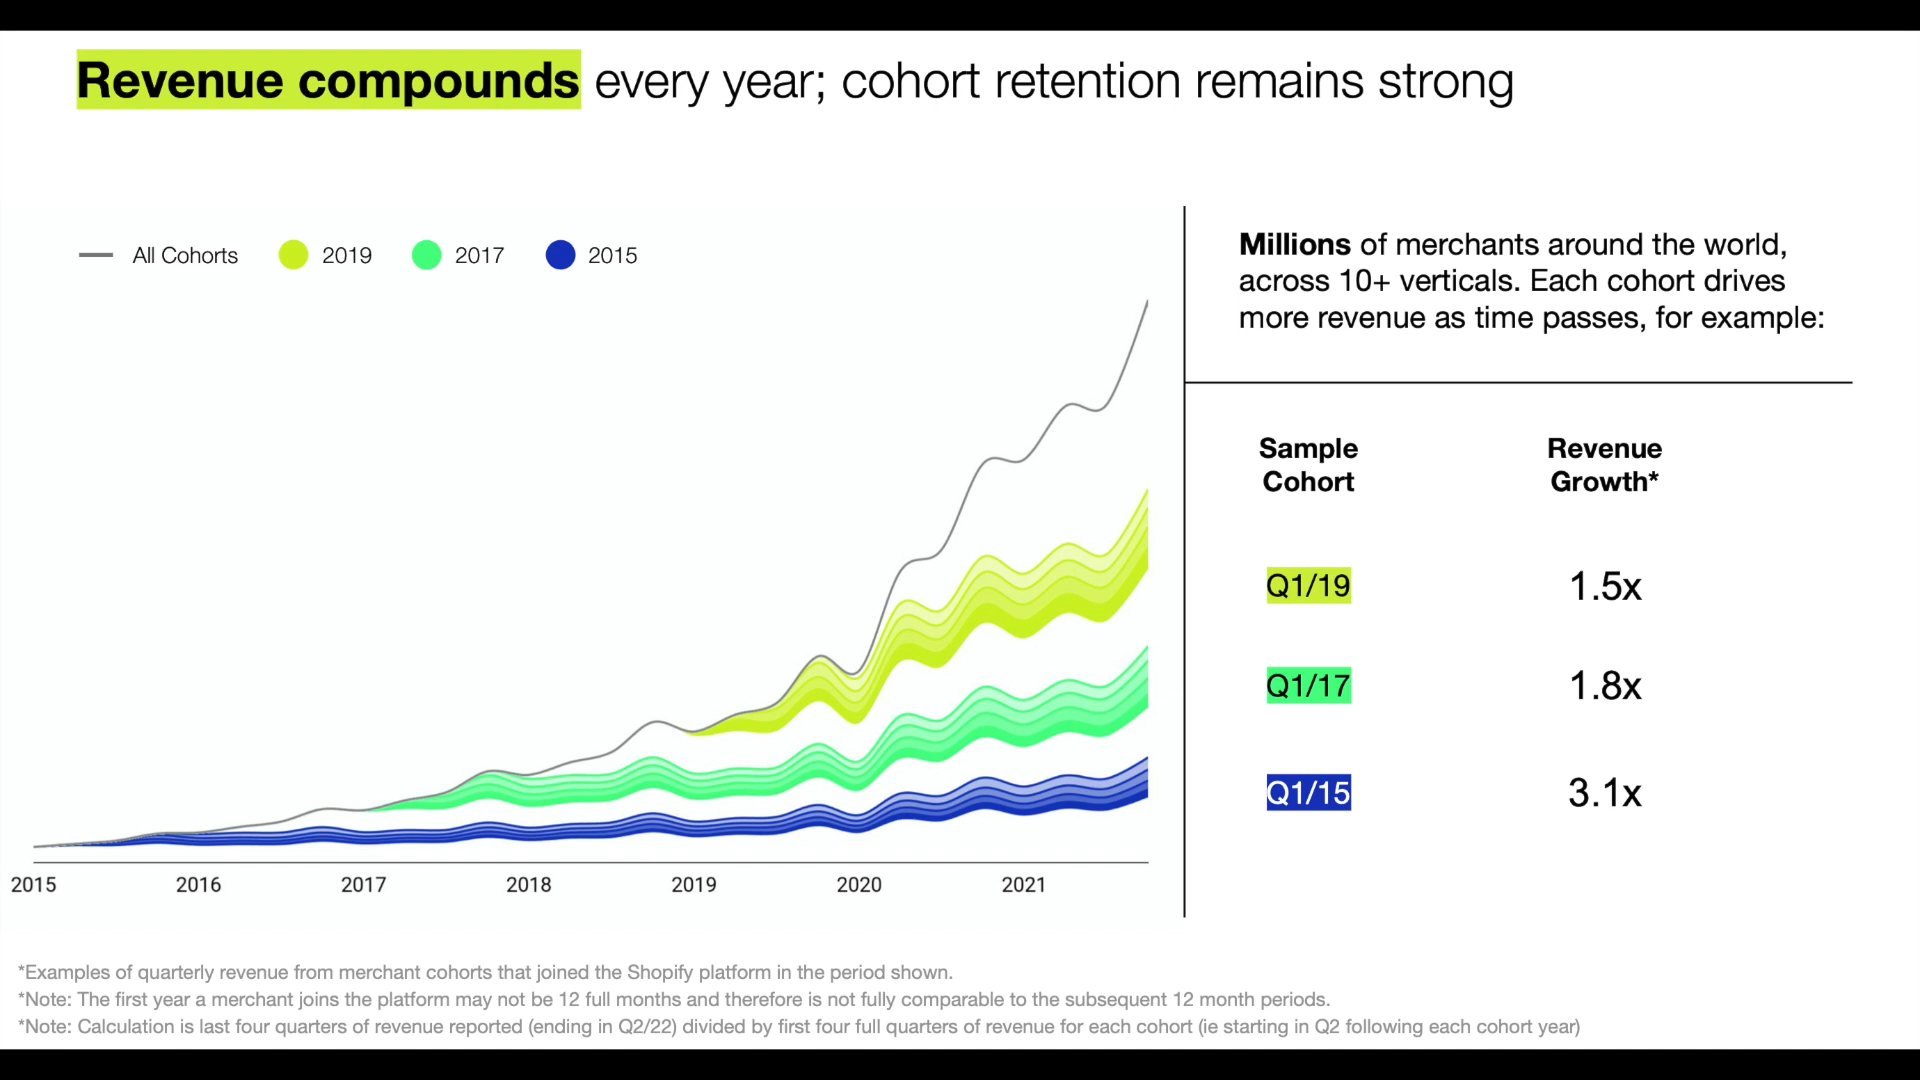 Revenue compounds every year; cohort retention remains strong
All Cohorts 2019 2017 2015
2015 2016 2017 2018 2019 2020 2021
Millions of merchants around the world,
across 10+ verticals. Each cohort drives
more revenue as time passes, for example:
Sample Revenue
Cohort Growth*
Q1/19 1.5x
Q1/17 1.8x
Q1/15 3.1x
*Examples of quarterly revenue from merchant cohorts that joined the Shopify platform in the period shown.
*Note: The first year a merchant joins the platform may not be 12 full months and therefore is not fully comparable to the subsequent 12 month periods.
*Note: Calculation is last four quarters of revenue reported (ending in Q2/22) divided by first four full quarters of revenue for each cohort (ie starting in Q2 following each cohort year)